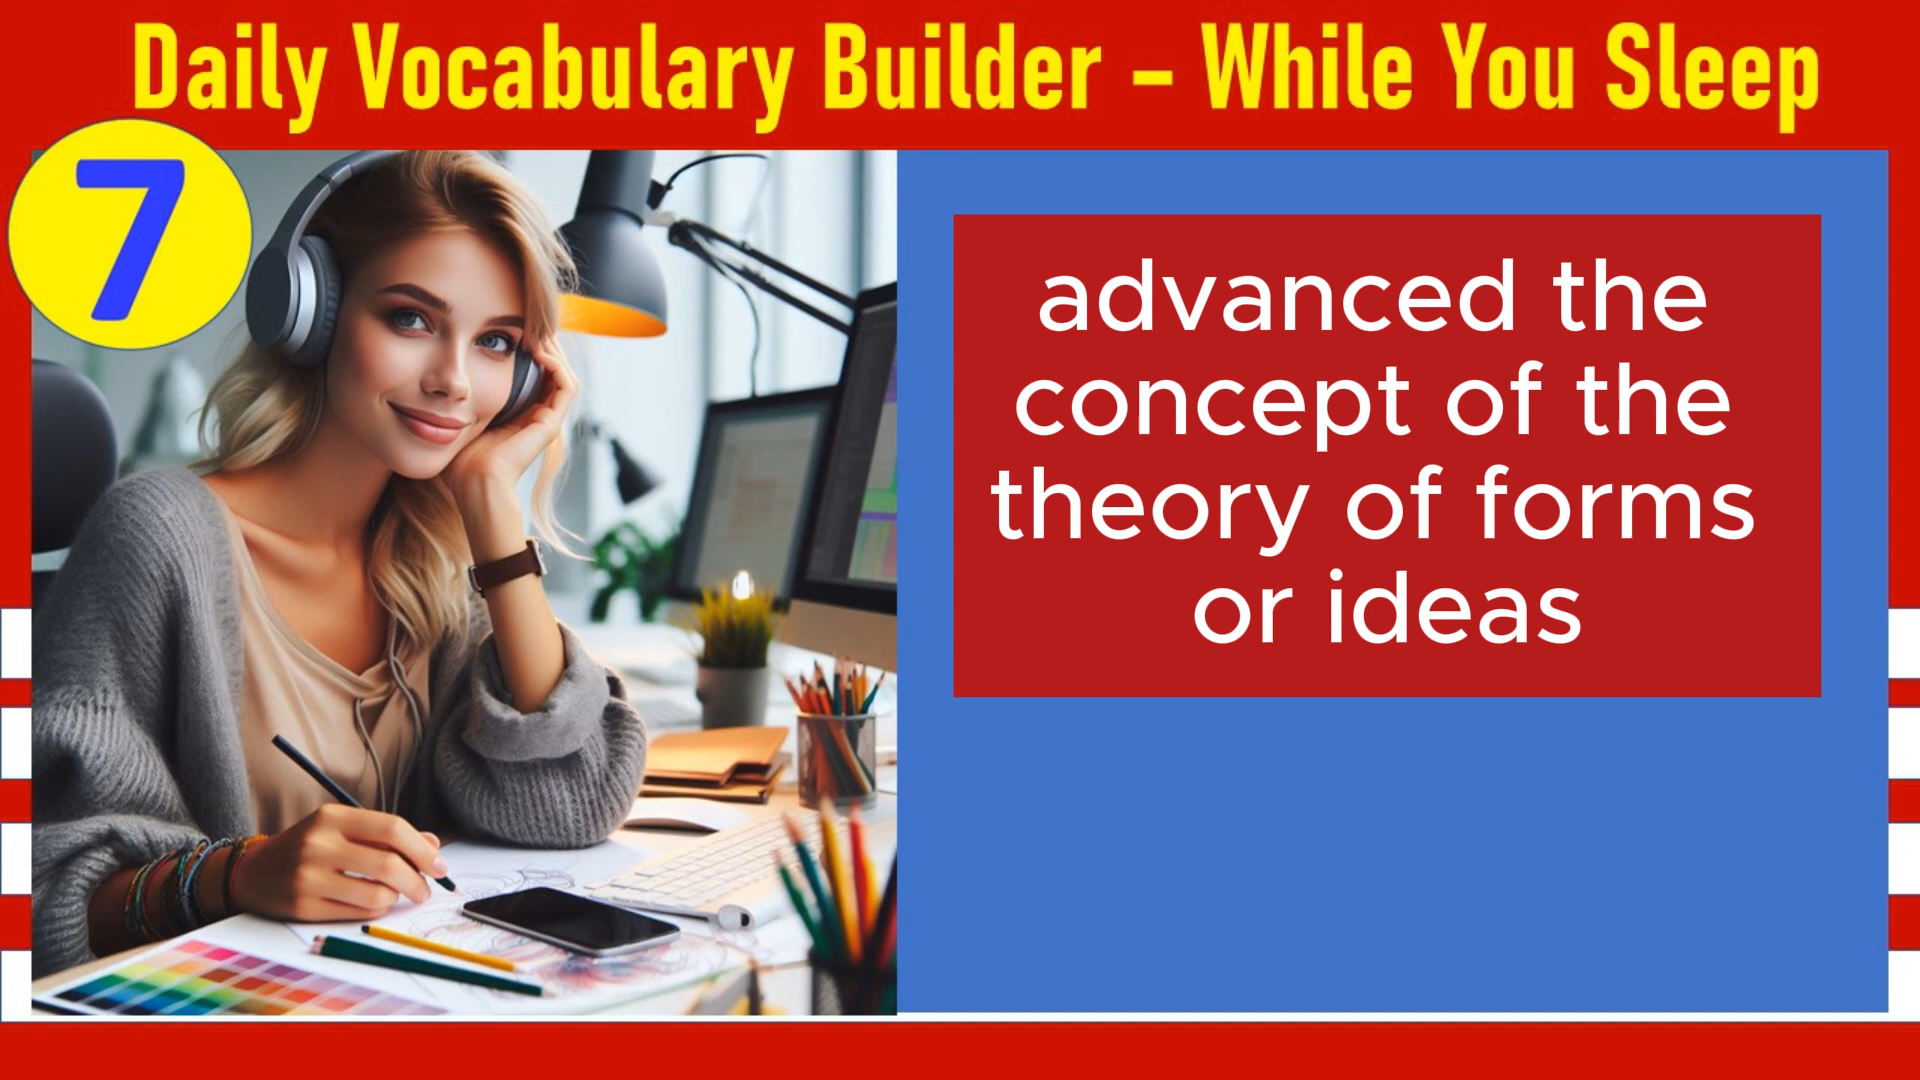 Daily Vocabulary Builder – While You Sleep
7
advanced the
concept of the
theory of forms
or ideas